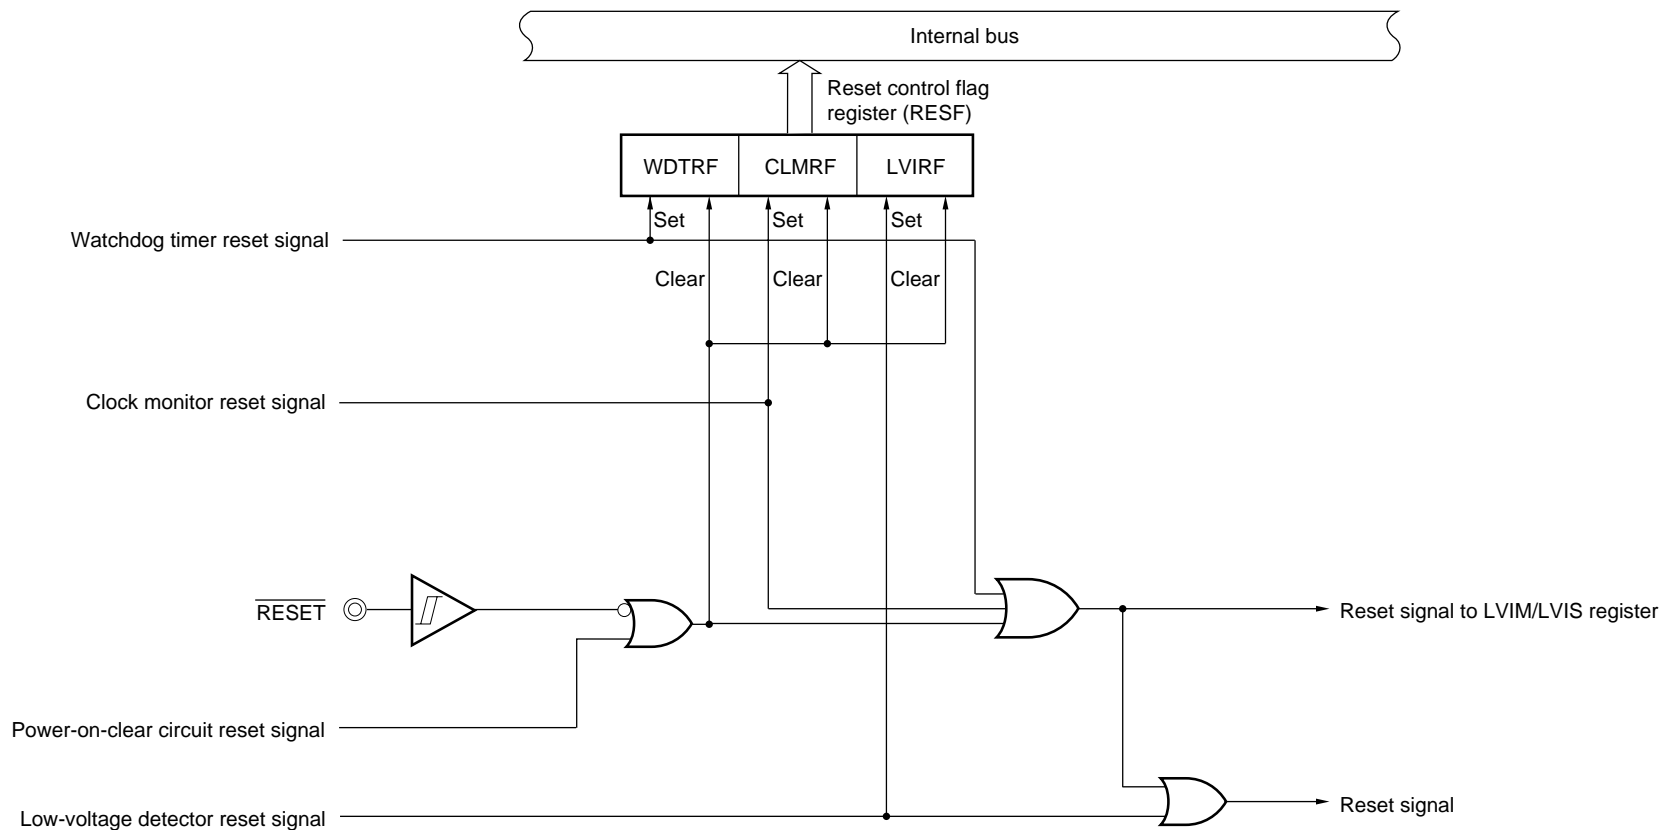 Internal bus
Reset control flag
register (RESF)
WDTRF CLMRF LVIRF
Set Set Set
Watchdog timer reset signal
Clear Clear Clear
Clock monitor reset signal
RESET
Reset signal to LVIM/LVIS register
Power-on-clear circuit reset signal
Reset signal
Low-voltage detector reset signal